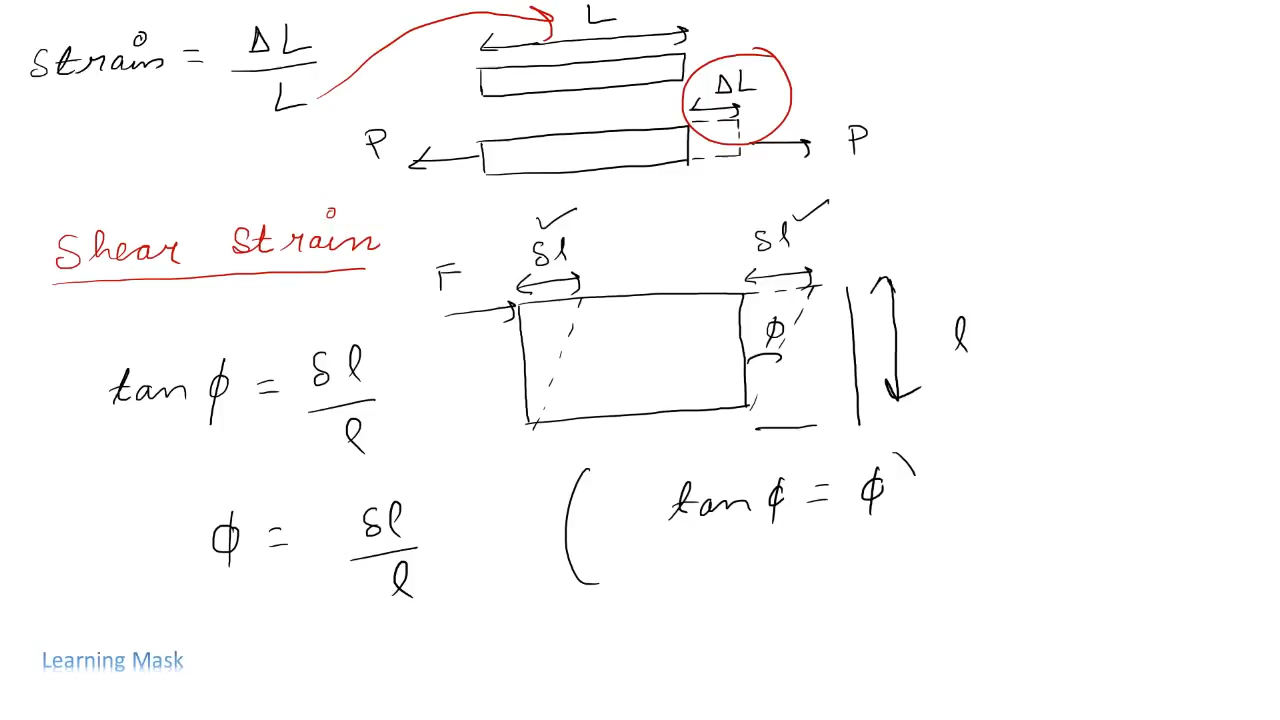 strain = ΔL / L
L
ΔL
P P
Shear Strain
δl δl
F
ϕ
l
tan ϕ = δl / l
ϕ = δl / l ( tan ϕ = ϕ )
Learning Mask